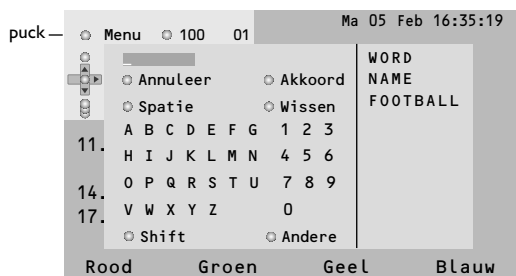 Ma 05 Feb 16:35:19
puck
Menu 100 01
WORD
Annuleer Akkoord NAME
Spatie Wissen FOOTBALL
A B C D E F G 1 2 3
11.
H I J K L M N 4 5 6
O P Q R S T U 7 8 9
14.
17.
V W X Y Z 0
Shift Andere
Rood Groen Geel Blauw